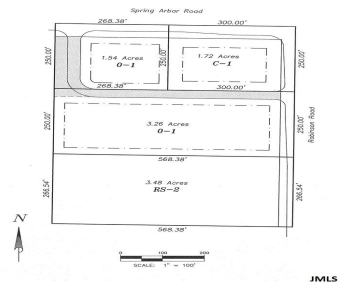 Spring Arbor Road
268.38' 300.00'
250.00' 1.54 Acres 250.00' 1.72 Acres 250.00'
O-1 C-1
268.38' 300.00'
250.00' 3.26 Acres 250.00' Robinson Road
O-1
568.38'
266.54' 3.48 Acres 266.54'
RS-2
568.38'
N
0 100 200
SCALE: 1" = 100'
JMLS